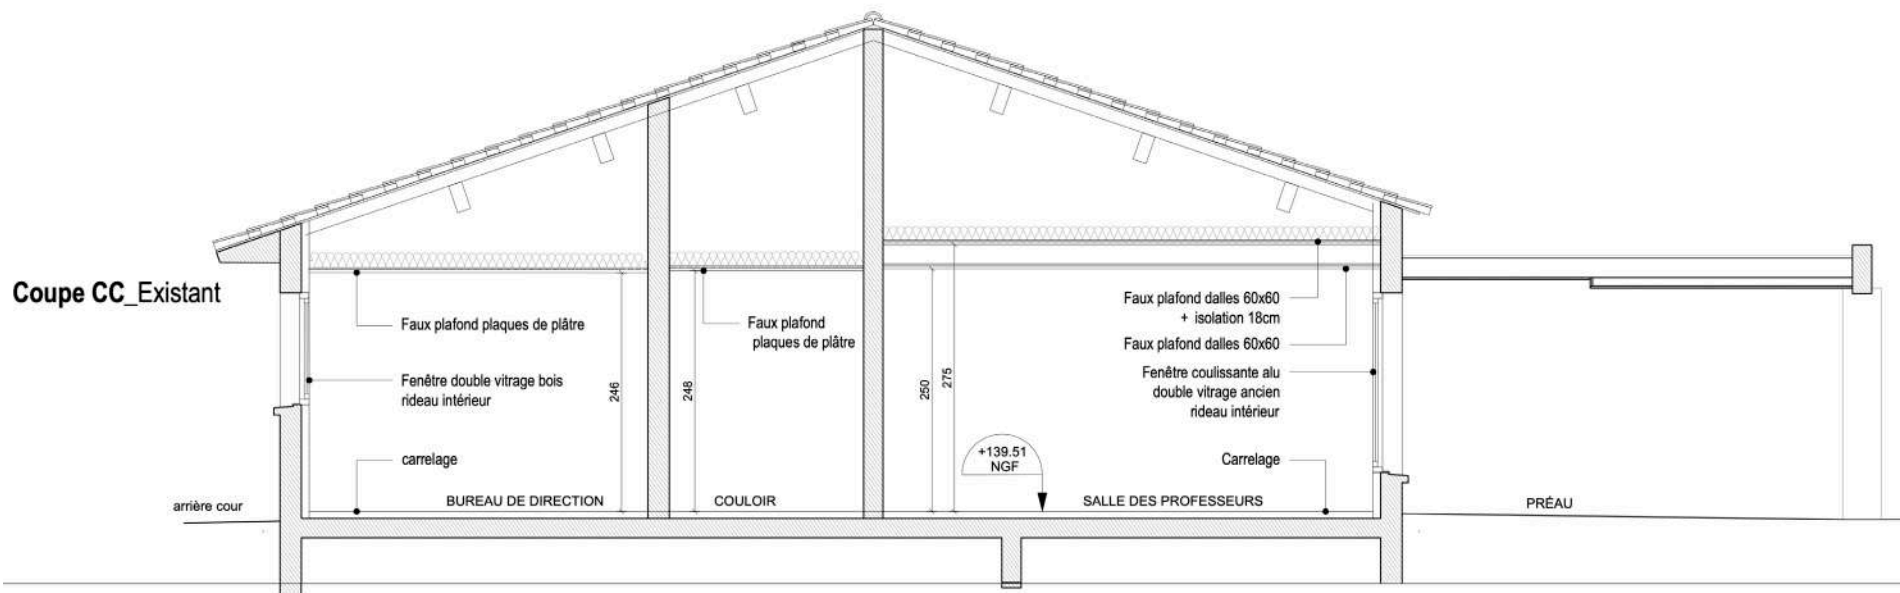 Coupe CC_Existant
Faux plafond plaques de plâtre
Fenêtre double vitrage bois
rideau intérieur
246
carrelage
arrière cour
BUREAU DE DIRECTION
Faux plafond
plaques de plâtre
248
COULOIR
250
275
Faux plafond dalles 60x60
+ isolation 18cm
Faux plafond dalles 60x60
Fenêtre coulissante alu
double vitrage ancien
rideau intérieur
+139.51
NGF
Carrelage
SALLE DES PROFESSEURS
PRÉAU